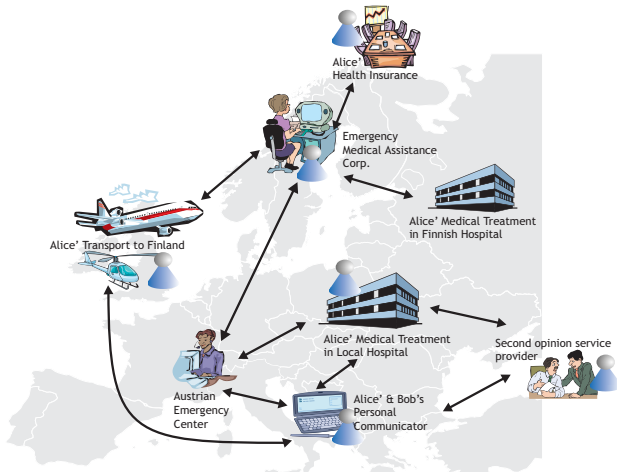 Alice'
Health Insurance
Emergency
Medical Assistance
Corp.
Alice' Medical Treatment
in Finnish Hospital
Alice' Transport to Finland
Alice' Medical Treatment
in Local Hospital
Second opinion service
provider
Austrian
Emergency
Center
Alice' & Bob's
Personal
Communicator